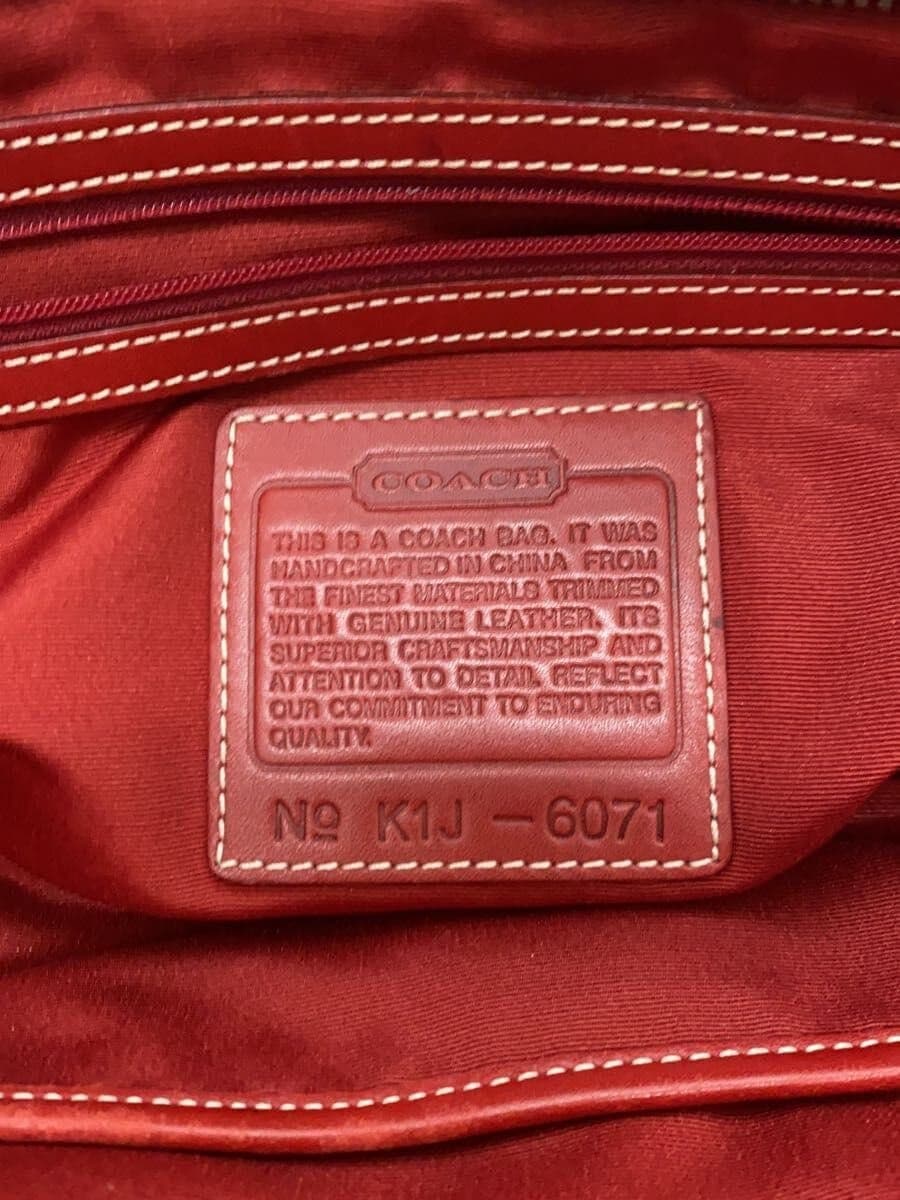 COACH
THIS IS A COACH BAG. IT WAS
HANDCRAFTED IN CHINA FROM
THE FINEST MATERIALS TRIMMED
WITH GENUINE LEATHER. ITS
SUPERIOR CRAFTSMANSHIP AND
ATTENTION TO DETAIL REFLECT
OUR COMMITMENT TO ENDURING
QUALITY.
Nº K1J - 6071